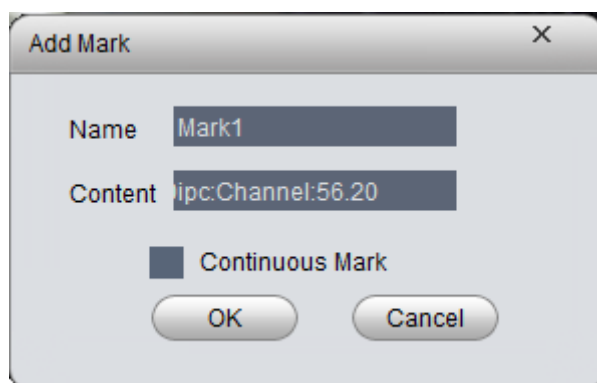 Add Mark
Name Mark1
Content ipc:Channel:56.20
Continuous Mark
OK Cancel